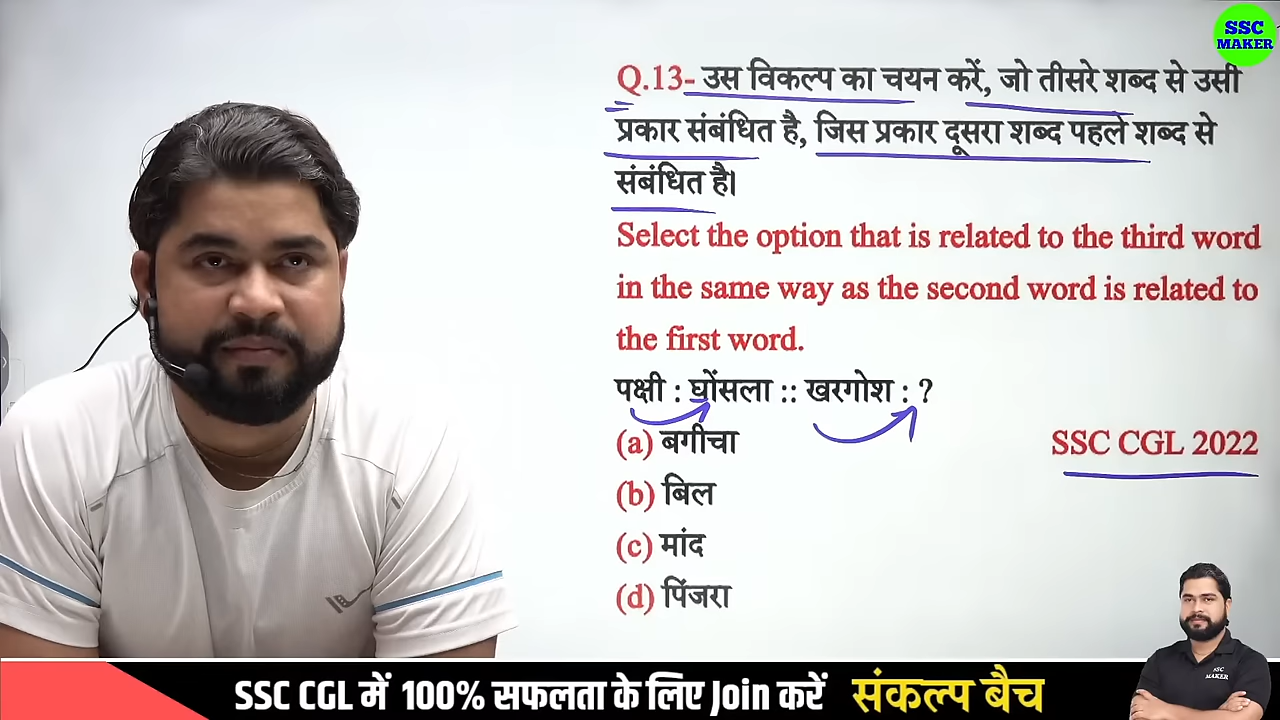 SSC
MAKER
Q.13- उस विकल्प का चयन करें, जो तीसरे शब्द से उसी
प्रकार संबंधित है, जिस प्रकार दूसरा शब्द पहले शब्द से
संबंधित है।
Select the option that is related to the third word
in the same way as the second word is related to
the first word.
पक्षी : घोंसला :: खरगोश : ?
(a) बगीचा
SSC CGL 2022
(b) बिल
(c) मांद
(d) पिंजरा
SSC
MAKER
SSC CGL में 100% सफलता के लिए Join करें संकल्प बैच